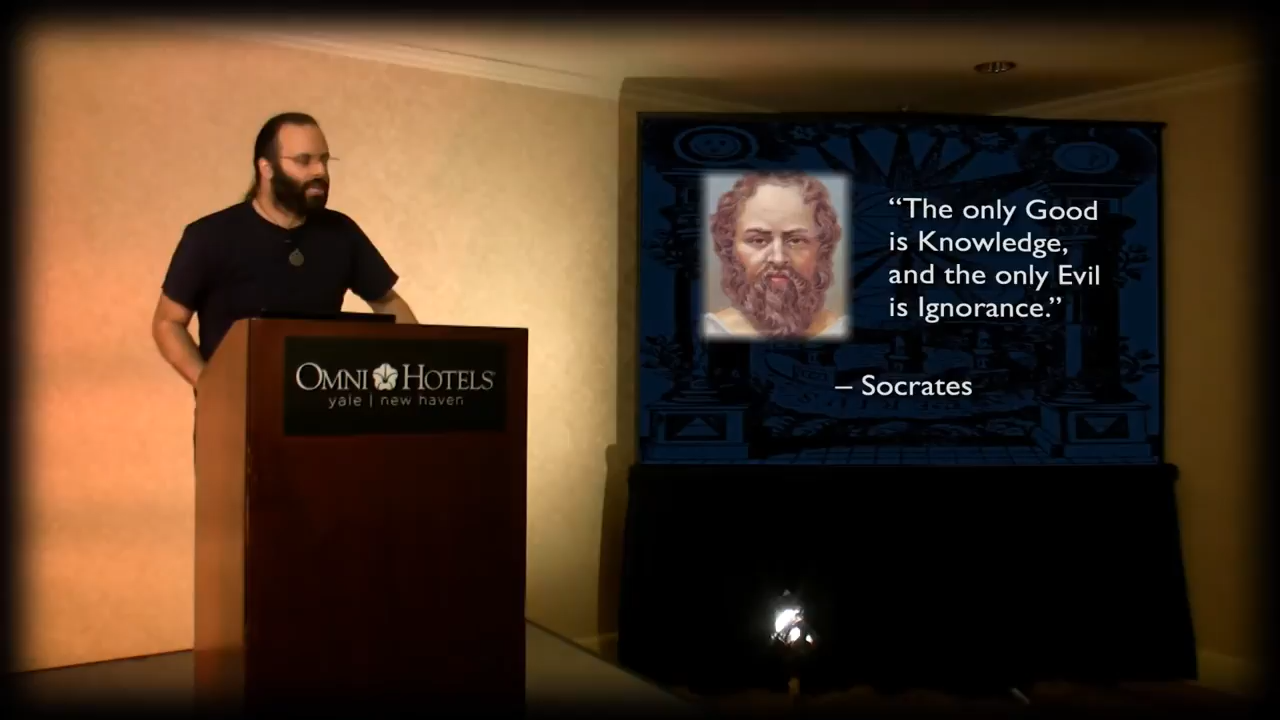 OMNI HOTELS
yale | new haven
“The only Good
is Knowledge,
and the only Evil
is Ignorance.”
– Socrates